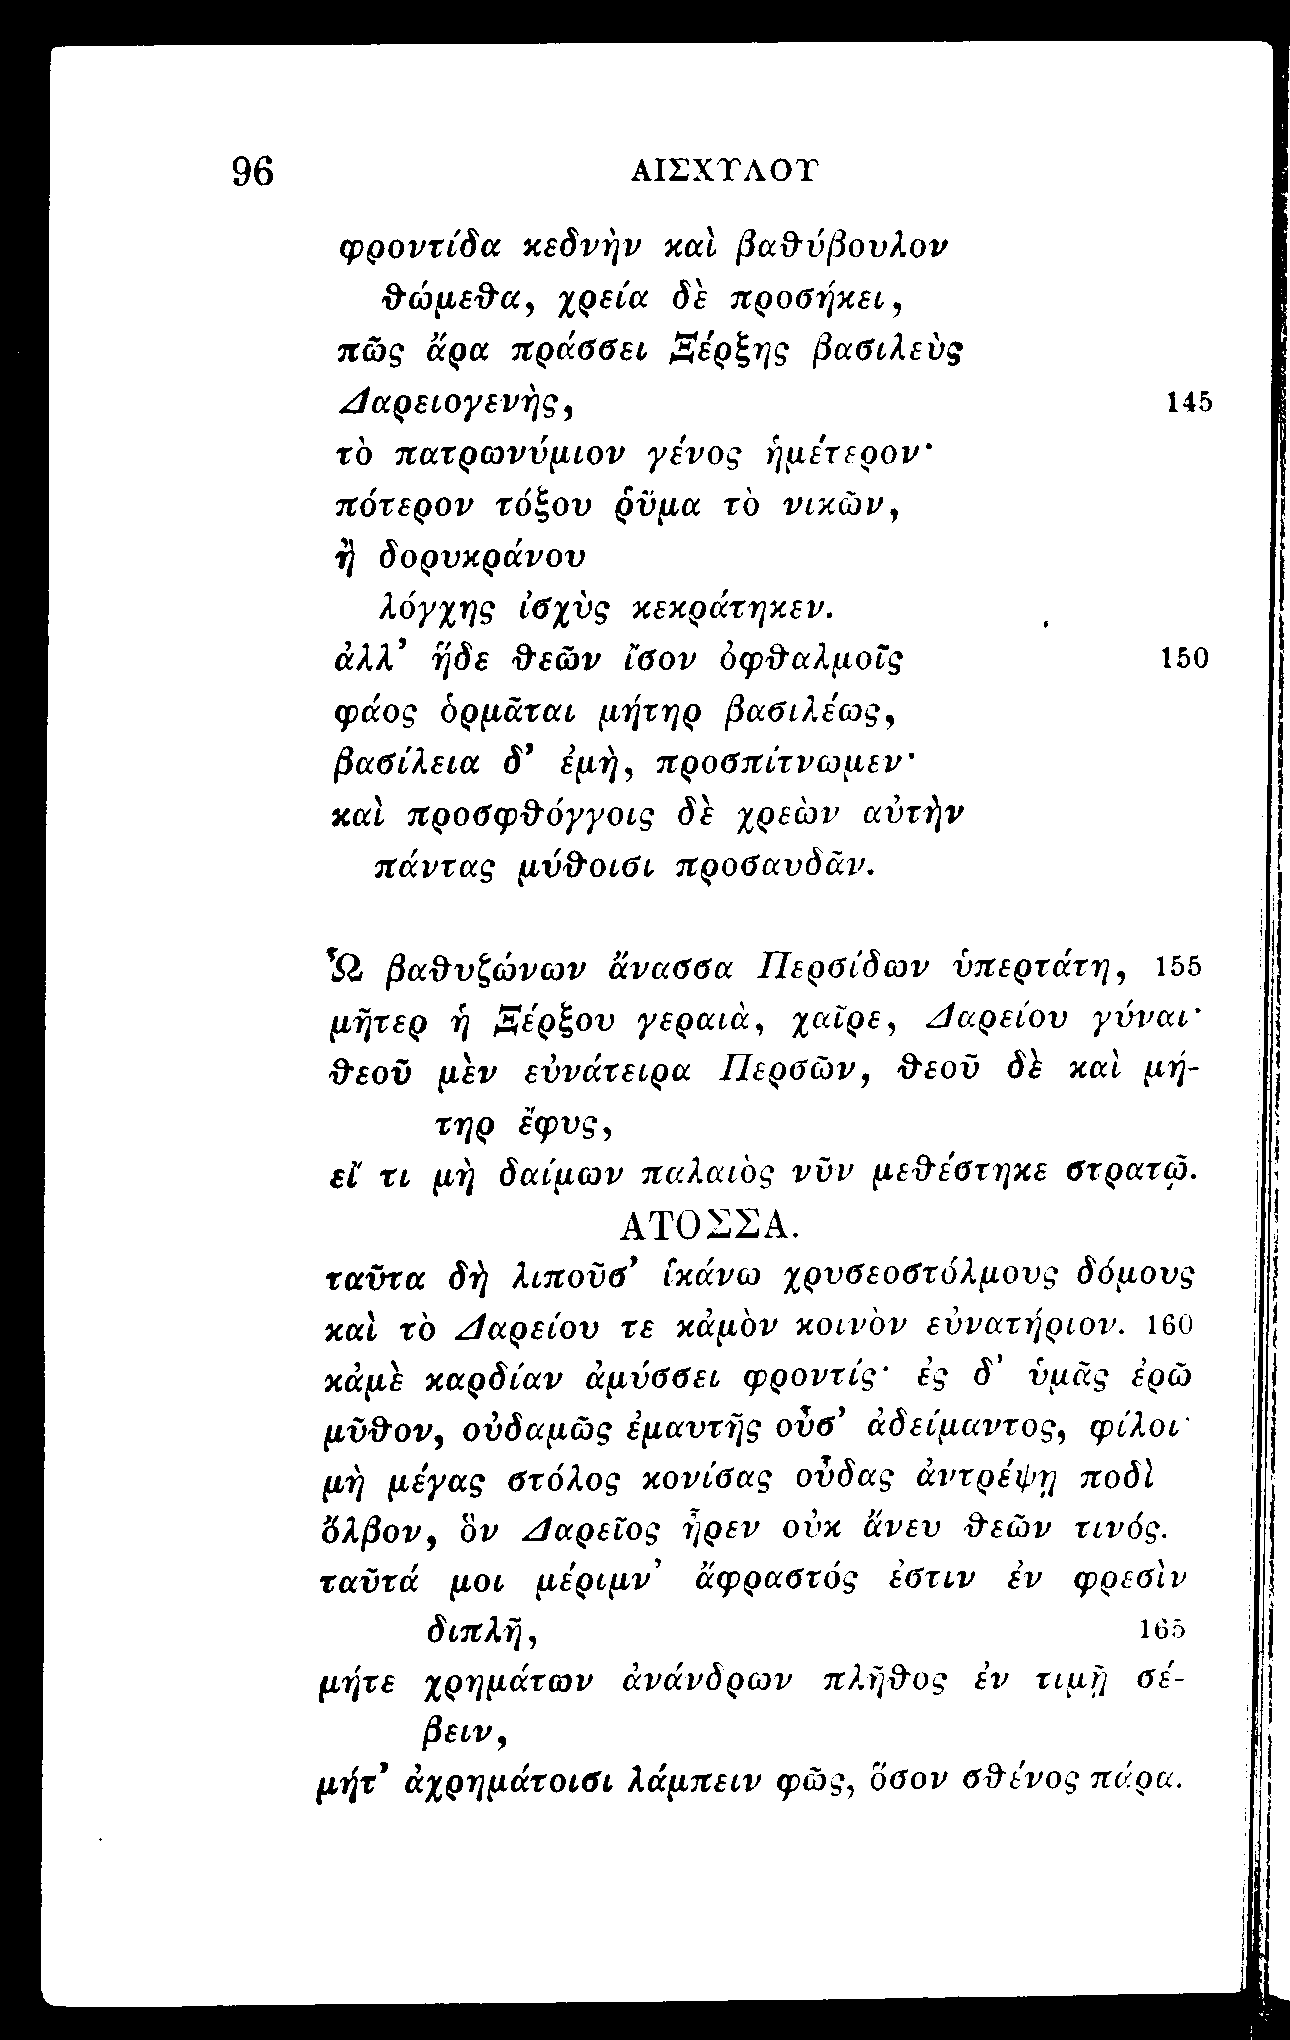 96 ΑΙΣΧΥΛΟΥ
φροντίδα κεδνὴν καὶ βαθύβουλον
θώμεθα, χρεία δὲ προσήκει,
πῶς ἄρα πράσσει Ξέρξης βασιλεὺς
Δαρειογενὴς, 145
τὸ πατρωνύμιον γένος ἡμέτερον·
πότερον τόξου ῥῦμα τὸ νικῶν,
ἢ δορυκράνου
λόγχης ἰσχὺς κεκράτηκεν.
ἀλλ’ ἥδε θεῶν ἴσον ὀφθαλμοῖς 150
φάος ὁρμᾶται μήτηρ βασιλέως,
βασίλεια δ’ ἐμὴ, προσπίτνωμεν·
καὶ προσφθόγγοις δὲ χρεὼν αὐτὴν
πάντας μύθοισι προσαυδᾶν.
Ὦ βαθυζώνων ἄνασσα Περσίδων ὑπερτάτη, 155
μῆτερ ἡ Ξέρξου γεραιὰ, χαῖρε, Δαρείου γύναι·
θεοῦ μὲν εὐνάτειρα Περσῶν, θεοῦ δὲ καὶ μή-
τηρ ἔφυς,
εἴ τι μὴ δαίμων παλαιὸς νῦν μεθέστηκε στρατῷ.
ΑΤΟΣΣΑ.
ταῦτα δὴ λιποῦσ’ ἱκάνω χρυσεοστόλμους δόμους
καὶ τὸ Δαρείου τε κἀμὸν κοινὸν εὐνατήριον. 160
κἀμὲ καρδίαν ἀμύσσει φροντίς· ἐς δ’ ὑμᾶς ἐρῶ
μῦθον, οὐδαμῶς ἐμαυτῆς οὖσ’ ἀδείμαντος, φίλοι·
μὴ μέγας στόλος κονίσας οὖδας ἀντρέψῃ ποδὶ
ὄλβον, ὃν Δαρεῖος ἦρεν οὐκ ἄνευ θεῶν τινός.
ταῦτά μοι μέριμν’ ἄφραστός ἐστιν ἐν φρεσὶν
διπλῆ, 165
μήτε χρημάτων ἀνάνδρων πλῆθος ἐν τιμῇ σέ-
βειν,
μήτ’ ἀχρημάτοισι λάμπειν φῶς, ὅσον σθένος πάρα.